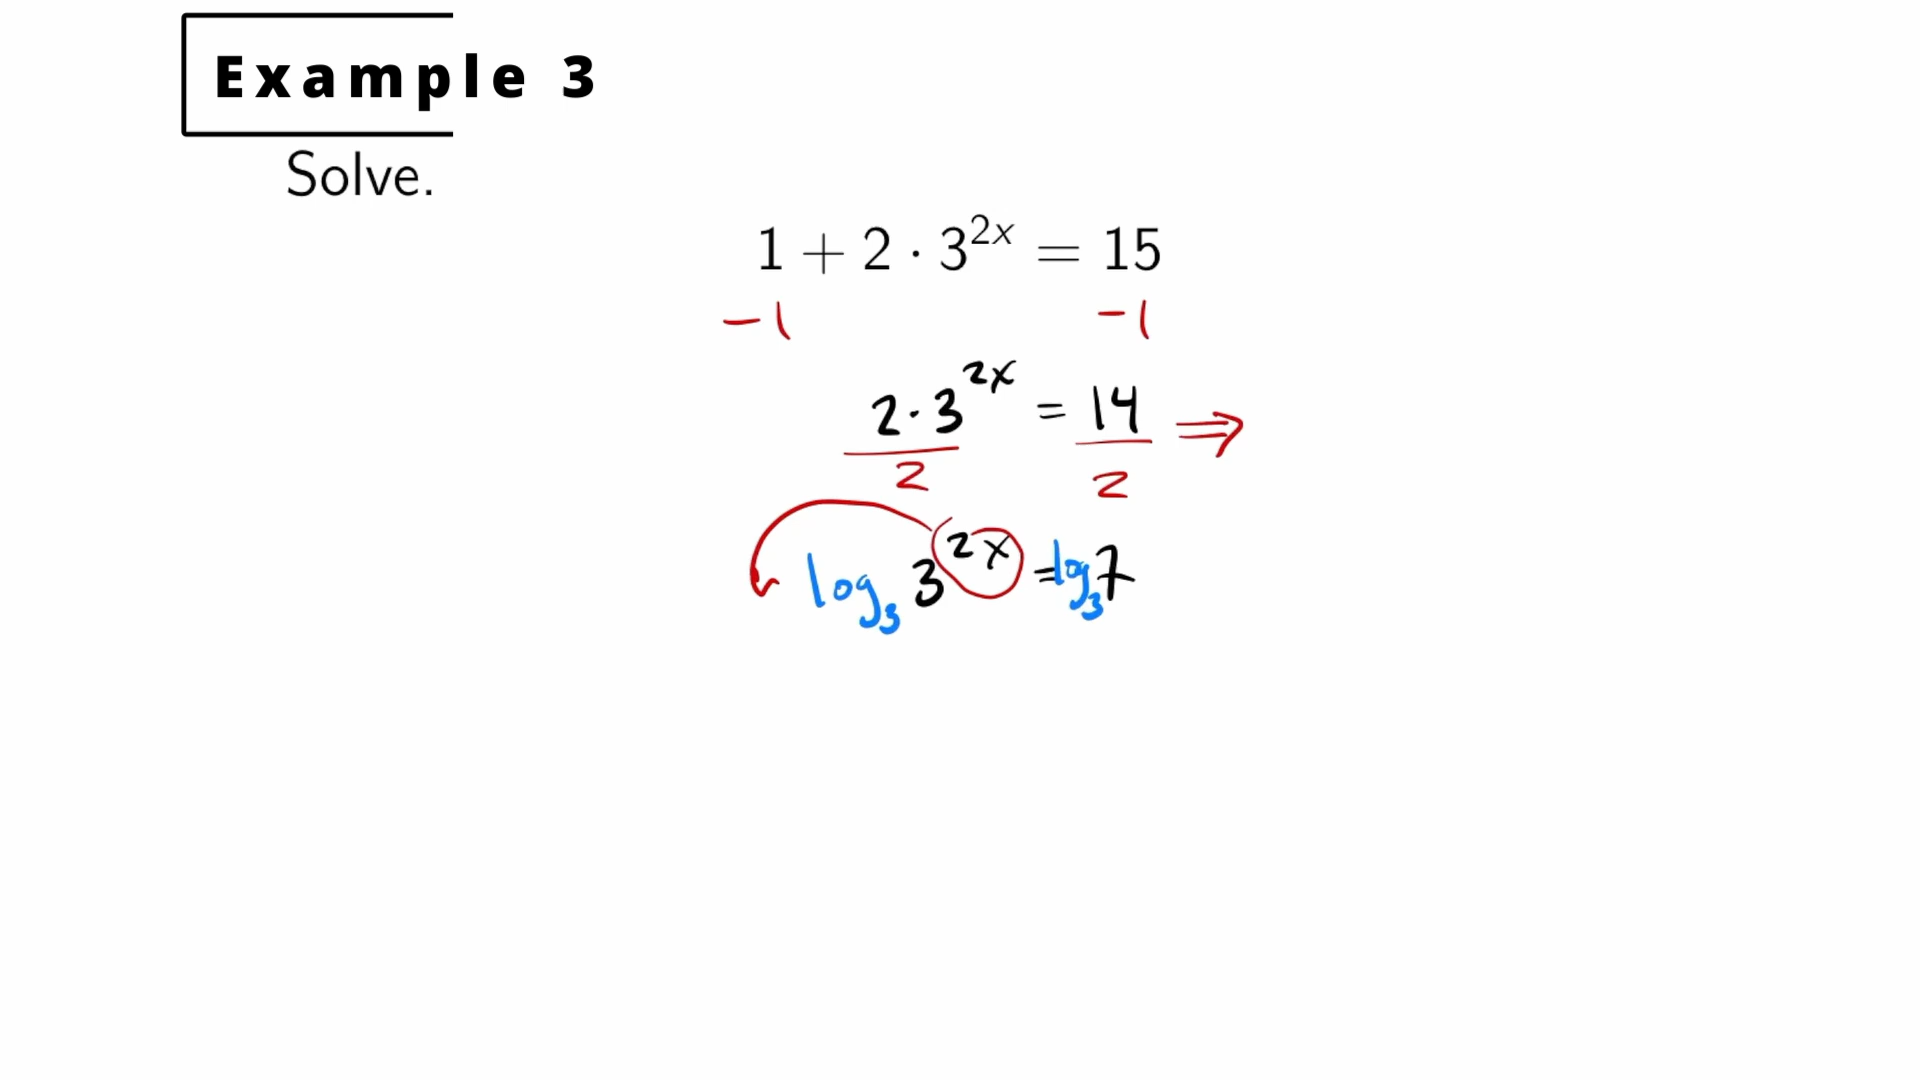 Example 3
Solve.
1 + 2 · 3^{2x} = 15
−1 −1
2 · 3^{2x} = 14 ⇒
2 2
log₃ 3^{2x} = log₃ 7